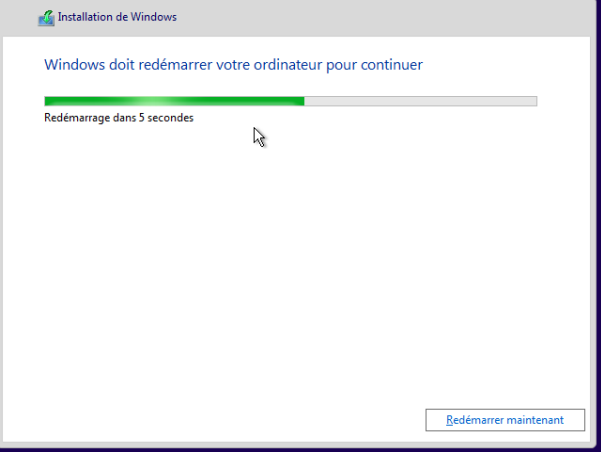 Installation de Windows
Windows doit redémarrer votre ordinateur pour continuer
Redémarrage dans 5 secondes
Redémarrer maintenant